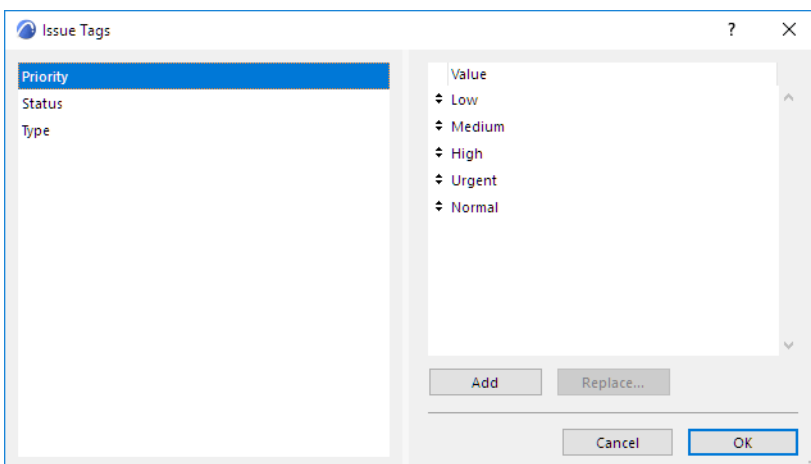 Issue Tags
?
Priority
Status
Type
Value
Low
Medium
High
Urgent
Normal
Add
Replace...
Cancel
OK